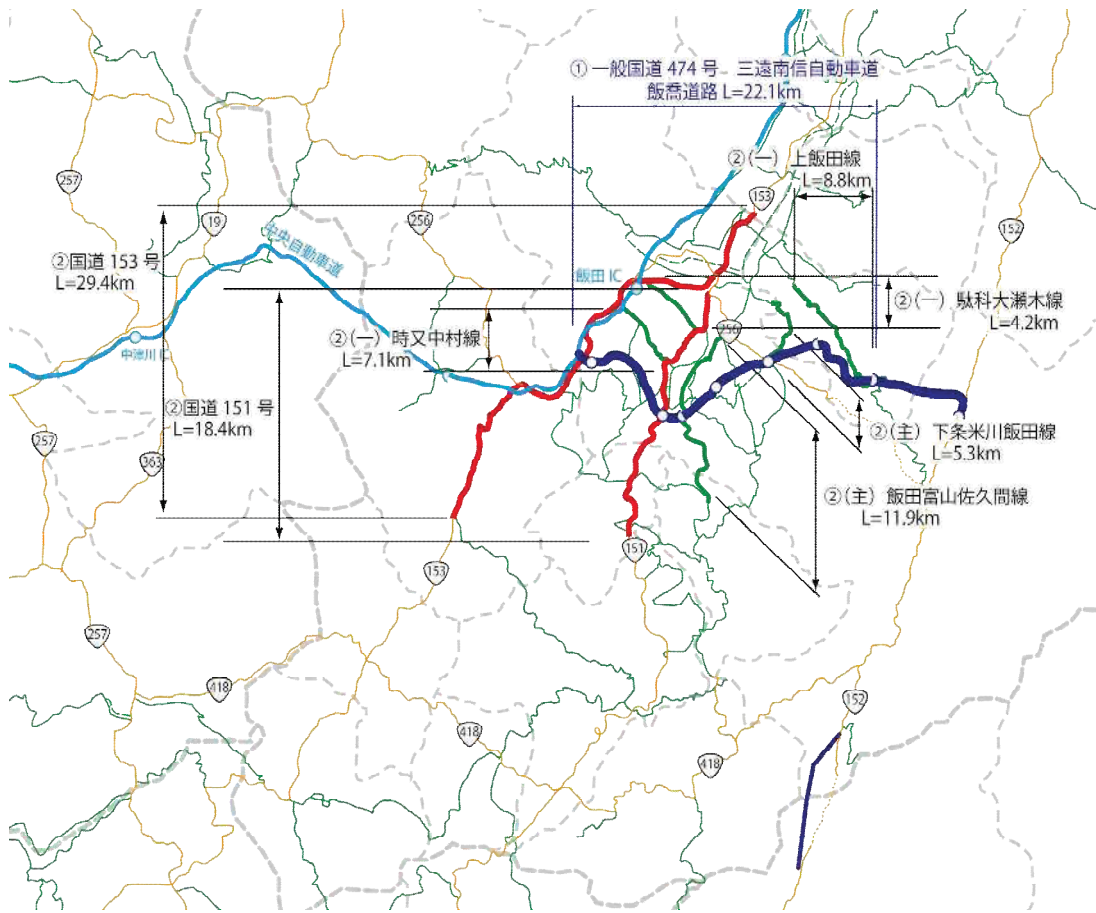 ① 一般国道 474 号 三遠南信自動車道
飯喬道路 L=22.1km
②(一) 上飯田線
L=8.8km
257
153
19
256
152
中央自動車道
②国道 153 号
L=29.4km
飯田 IC
②(一) 駄科大瀬木線
L=4.2km
256
②(一) 時又中村線
L=7.1km
中津川 IC
②国道 151 号
L=18.4km
②(主) 下条米川飯田線
L=5.3km
257
363
②(主) 飯田富山佐久間線
L=11.9km
151
153
257
418
152
418
418